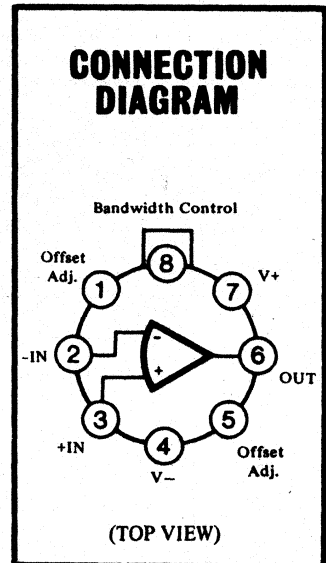 CONNECTION
DIAGRAM
Bandwidth Control
Offset
Adj.
8
V+
1
7
-IN
2
-
6
+
OUT
3
5
+IN
4
Offset
Adj.
V-
(TOP VIEW)